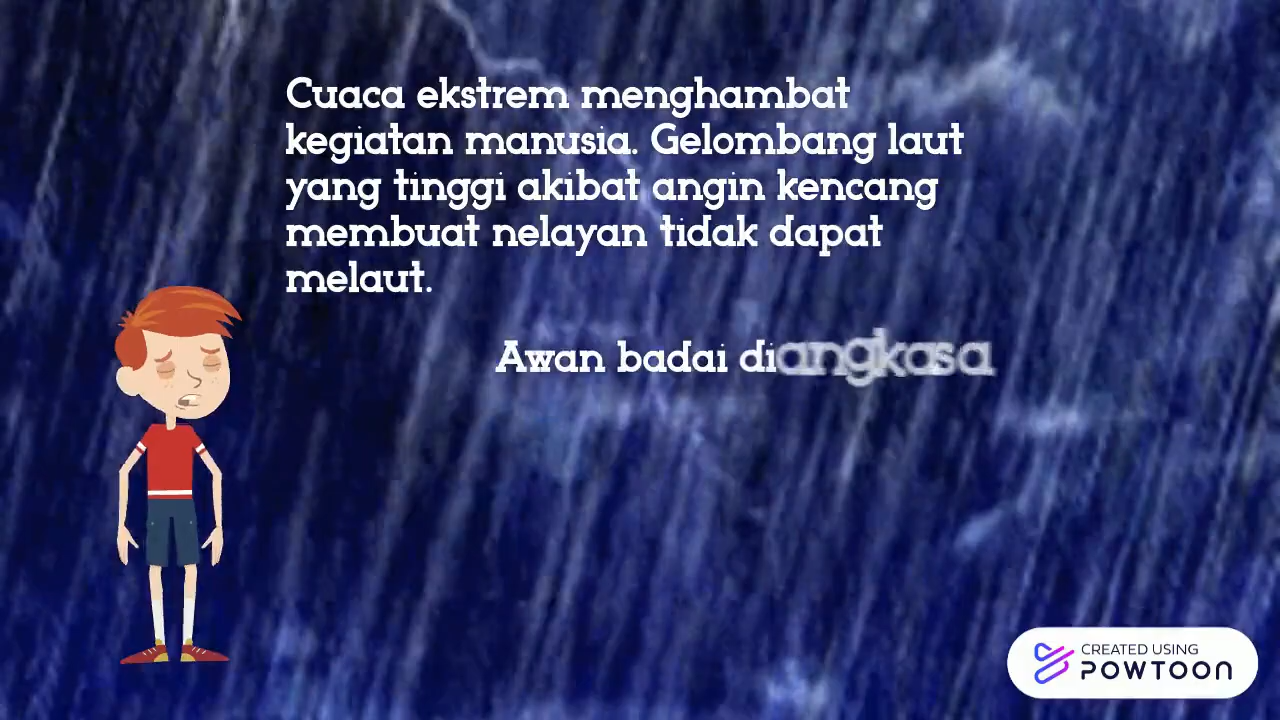 Cuaca ekstrem menghambat
kegiatan manusia. Gelombang laut
yang tinggi akibat angin kencang
membuat nelayan tidak dapat
melaut.
Awan badai diangkasa
CREATED USING
POWTOON